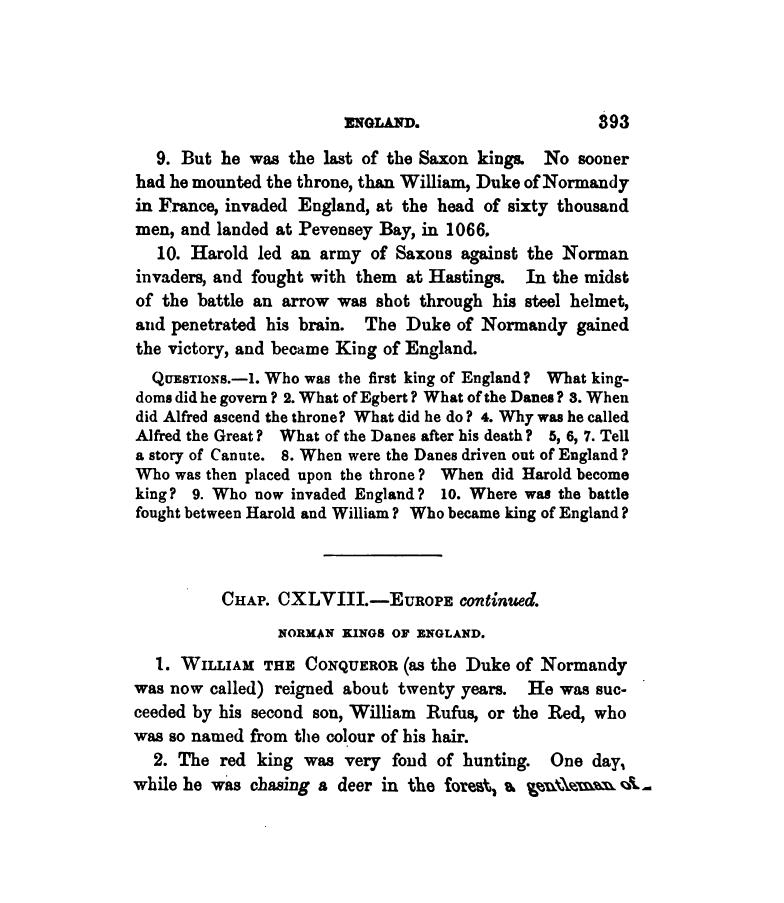 ENGLAND. 393
9. But he was the last of the Saxon kings. No sooner
had he mounted the throne, than William, Duke of Normandy
in France, invaded England, at the head of sixty thousand
men, and landed at Pevensey Bay, in 1066.
10. Harold led an army of Saxons against the Norman
invaders, and fought with them at Hastings. In the midst
of the battle an arrow was shot through his steel helmet,
and penetrated his brain. The Duke of Normandy gained
the victory, and became King of England.
QUESTIONS.—1. Who was the first king of England? What king-
doms did he govern? 2. What of Egbert? What of the Danes? 3. When
did Alfred ascend the throne? What did he do? 4. Why was he called
Alfred the Great? What of the Danes after his death? 5, 6, 7. Tell
a story of Canute. 8. When were the Danes driven out of England?
Who was then placed upon the throne? When did Harold become
king? 9. Who now invaded England? 10. Where was the battle
fought between Harold and William? Who became king of England?
CHAP. CXLVIII.—EUROPE continued.
NORMAN KINGS OF ENGLAND.
1. WILLIAM THE CONQUEROR (as the Duke of Normandy
was now called) reigned about twenty years. He was suc-
ceeded by his second son, William Rufus, or the Red, who
was so named from the colour of his hair.
2. The red king was very fond of hunting. One day,
while he was chasing a deer in the forest, a gentleman of